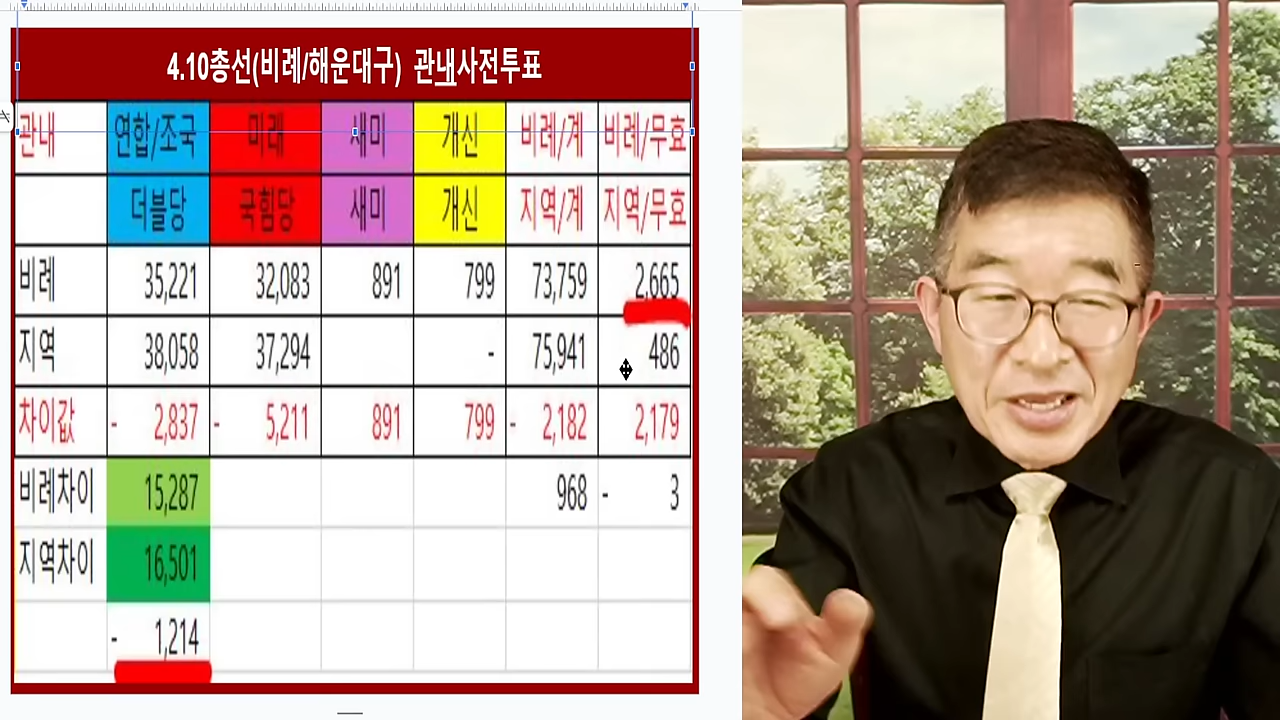 4.10총선(비례/해운대구) 관내사전투표
관내 연합/조국 미래 새미 개신 비례/계 비례/무효
더블당 국힘당 새미 개신 지역/계 지역/무효
비례 35,221 32,083 891 799 73,759 2,665
지역 38,058 37,294 - 75,941 486
차이값 - 2,837 - 5,211 891 799 - 2,182 2,179
비례차이 15,287 968 - 3
지역차이 16,501
- 1,214